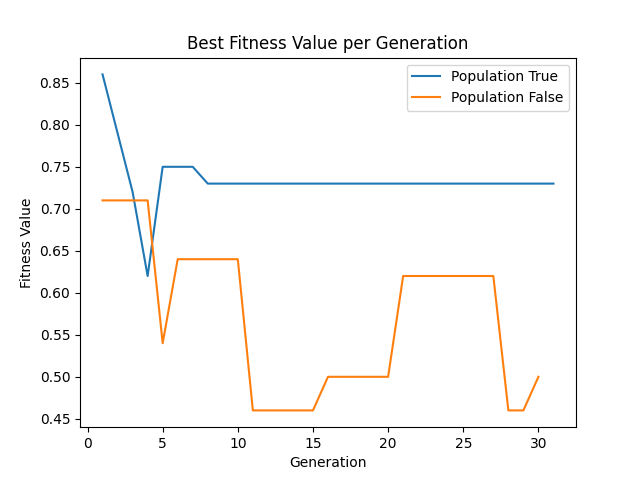 Best Fitness Value per Generation
Population True
Population False
Fitness Value
0.85
0.80
0.75
0.70
0.65
0.60
0.55
0.50
0.45
0 5 10 15 20 25 30
Generation